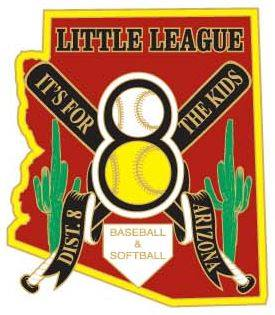 LITTLE LEAGUE
IT'S FOR
THE KIDS
8
DIST. 8
ARIZONA
BASEBALL
&
SOFTBALL